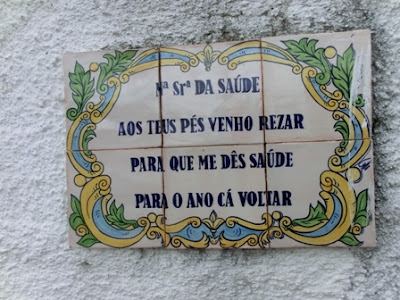 Nª Srª DA SAÚDE
AOS TEUS PÉS VENHO REZAR
PARA QUE ME DÊS SAÚDE
PARA O ANO CÁ VOLTAR